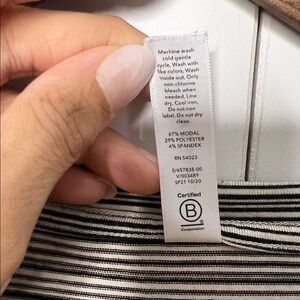 Machine wash
cold gentle
cycle, Wash with
like colors, Wash
inside out, Only
non chlorine
bleach when
needed, Line
dry, Cool iron,
Do not iron
label. Do not dry
clean.
67% MODAL
29% POLYESTER
4% SPANDEX
RN 54023
S/657835-00
V/003489
SP21 10/20
Certified
B
Corporation